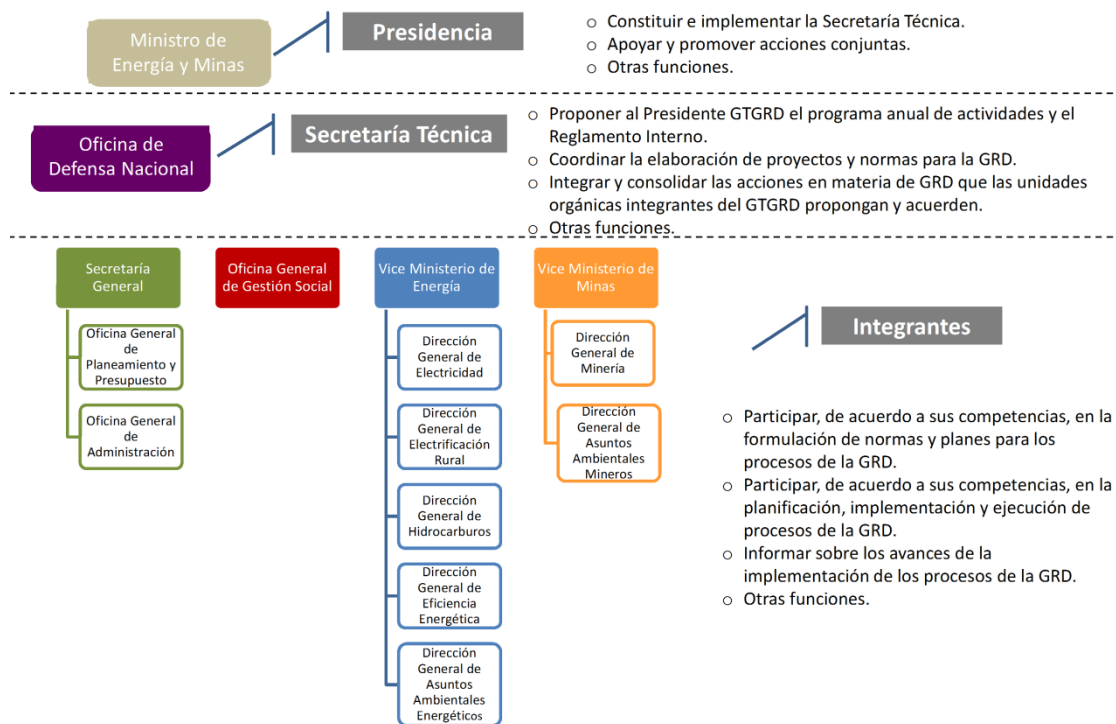 Ministro de
Energía y Minas
Presidencia
o Constituir e implementar la Secretaría Técnica.
o Apoyar y promover acciones conjuntas.
o Otras funciones.
Oficina de
Defensa Nacional
Secretaría Técnica
o Proponer al Presidente GTGRD el programa anual de actividades y el
Reglamento Interno.
o Coordinar la elaboración de proyectos y normas para la GRD.
o Integrar y consolidar las acciones en materia de GRD que las unidades
orgánicas integrantes del GTGRD propongan y acuerden.
o Otras funciones.
Secretaría
General
Oficina General
de
Planeamiento y
Presupuesto
Oficina General
de
Administración
Oficina General
de Gestión Social
Vice Ministerio de
Energía
Dirección
General de
Electricidad
Dirección
General de
Electrificación
Rural
Dirección
General de
Hidrocarburos
Dirección
General de
Eficiencia
Energética
Dirección
General de
Asuntos
Ambientales
Energéticos
Vice Ministerio de
Minas
Dirección
General de
Minería
Dirección
General de
Asuntos
Ambientales
Mineros
Integrantes
o Participar, de acuerdo a sus competencias, en la
formulación de normas y planes para los
procesos de la GRD.
o Participar, de acuerdo a sus competencias, en la
planificación, implementación y ejecución de
procesos de la GRD.
o Informar sobre los avances de la
implementación de los procesos de la GRD.
o Otras funciones.